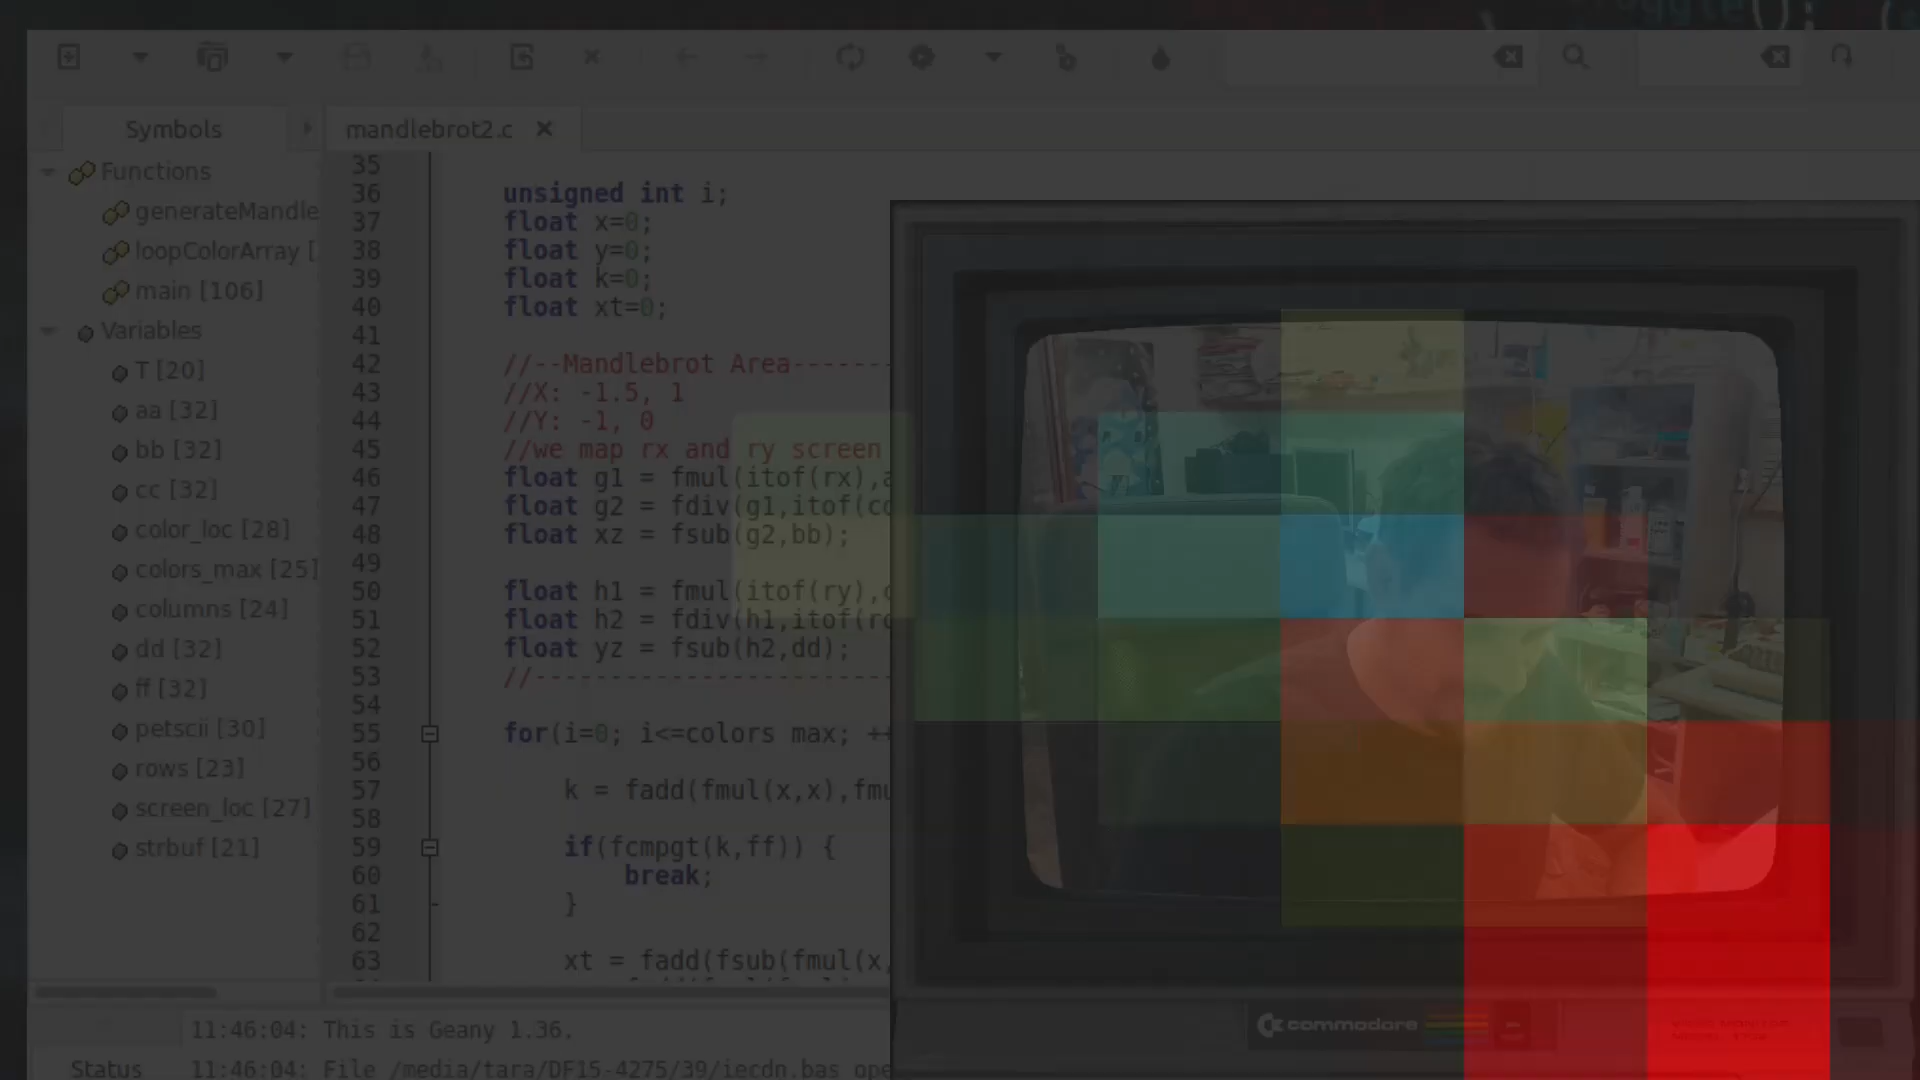 Symbols
mandlebrot2.c
Functions
generateMandle
loopColorArray [
main [106]
Variables
T [20]
aa [32]
bb [32]
cc [32]
color_loc [28]
colors_max [25]
columns [24]
dd [32]
ff [32]
petscii [30]
rows [23]
screen_loc [27]
strbuf [21]
35
36 unsigned int i;
37 float x=0;
38 float y=0;
39 float k=0;
40 float xt=0;
41
42 //--Mandlebrot Area-------
43 //X: -1.5, 1
44 //Y: -1, 0
45 //we map rx and ry screen
46 float g1 = fmul(itof(rx),a
47 float g2 = fdiv(g1,itof(co
48 xz = fsub(g2,bb);
49
50 float h1 = fmul(itof(ry),c
51 float h2 = fdiv(h1,itof(ro
52 float yz = fsub(h2,dd);
53 //------------------------
54
55 for(i=0; i<=colors max; ++
56
57 k = fadd(fmul(x,x),fmu
58
59 if(fcmpgt(k,ff)) {
60 break;
61 }
62
63 xt = fadd(fsub(fmul(x,
11:46:04: This is Geany 1.36.
Status
11:46:04: File /media/tara/DF15-4275/39/iecdn.bas ope
commodore